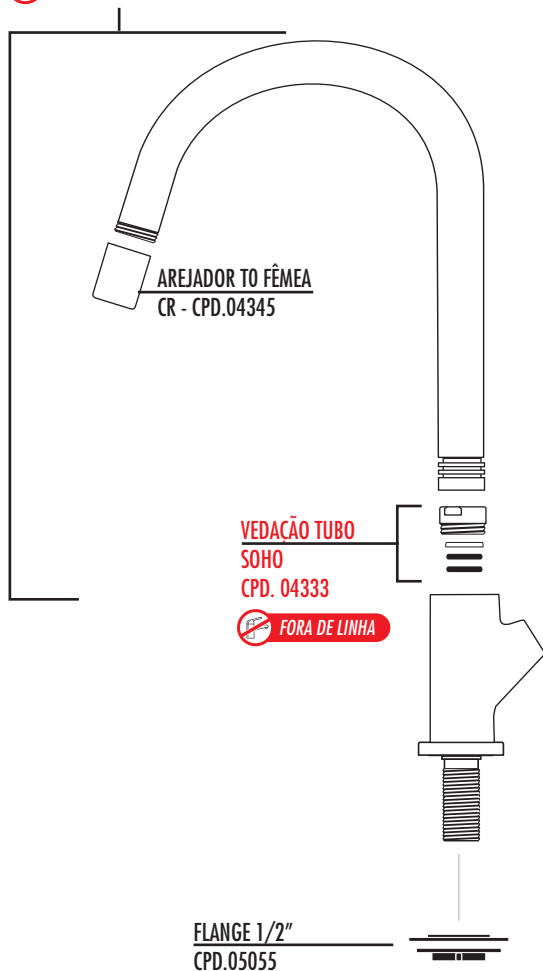 AREJADOR TO FÊMEA
CR - CPD.04345
VEDAÇÃO TUBO
SOHO
CPD. 04333
FORA DE LINHA
FLANGE 1/2”
CPD.05055